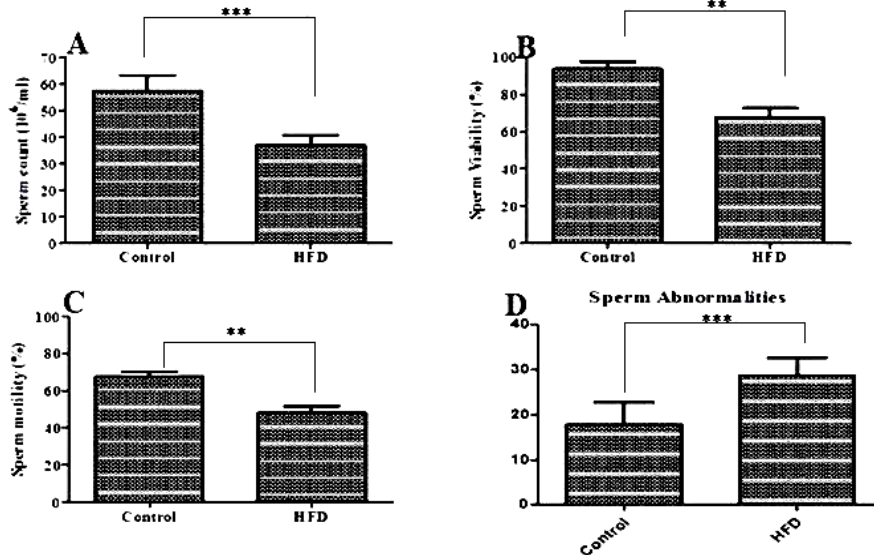 A
***
Sperm count (10⁶/ml)
70
60
50
40
30
20
10
0
Control
HFD
B
**
Sperm Viability (%)
100
80
60
40
20
0
Control
HFD
C
**
Sperm motility (%)
100
80
60
40
20
0
Control
HFD
D
Sperm Abnormalities
***
40
30
20
10
0
Control
HFD